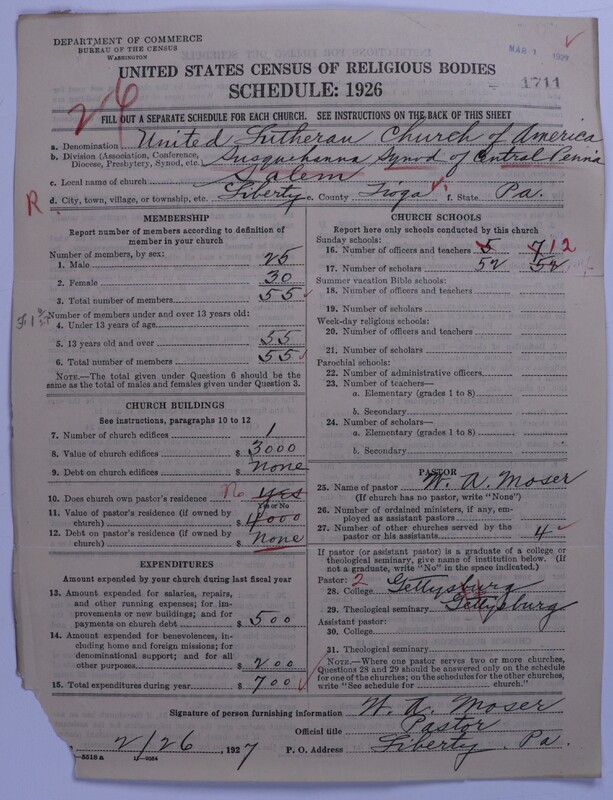 DEPARTMENT OF COMMERCE
BUREAU OF THE CENSUS
WASHINGTON
MAR 1
1711
UNITED STATES CENSUS OF RELIGIOUS BODIES
SCHEDULE: 1926
26
FILL OUT A SEPARATE SCHEDULE FOR EACH CHURCH. SEE INSTRUCTIONS ON THE BACK OF THIS SHEET
a. Denomination United Lutheran Church of America
b. Division (Association, Conference, Diocese, Presbytery, Synod, etc. Susquehanna Synod of Central Penn'a
c. Local name of church Salem
R d. City, town, village, or township, etc. Liberty e. County Tioga f. State Pa.
MEMBERSHIP
Report number of members according to definition of
member in your church
Number of members, by sex:
1. Male 25
2. Female 30
3. Total number of members 55
Number of members under and over 13 years old:
4. Under 13 years of age
5. 13 years old and over 55
6. Total number of members 55
NOTE.—The total given under Question 6 should be the
same as the total of males and females given under Question 3.
CHURCH BUILDINGS
See instructions, paragraphs 10 to 12
7. Number of church edifices 1
8. Value of church edifices $ 3000
9. Debt on church edifices $ none
10. Does church own pastor's residence No yes
Yes or No
11. Value of pastor's residence (if owned by
church) $ 4000
12. Debt on pastor's residence (if owned by
church) $ none
EXPENDITURES
Amount expended by your church during last fiscal year
13. Amount expended for salaries, repairs,
and other running expenses; for im-
provements or new buildings; and for
payments on church debt $ 500
14. Amount expended for benevolences, in-
cluding home and foreign missions; for
denominational support; and for all
other purposes $ 200
15. Total expenditures during year $ 700
CHURCH SCHOOLS
Report here only schools conducted by this church
Sunday schools:
16. Number of officers and teachers 5 7 12
17. Number of scholars 52 52
Summer vacation Bible schools:
18. Number of officers and teachers
19. Number of scholars
Week-day religious schools:
20. Number of officers and teachers
21. Number of scholars
Parochial schools:
22. Number of administrative officers
23. Number of teachers—
a. Elementary (grades 1 to 8)
b. Secondary
24. Number of scholars—
a. Elementary (grades 1 to 8)
b. Secondary
PASTOR
25. Name of pastor W. A. Moser
(If church has no pastor, write "None")
26. Number of ordained ministers, if any, em-
ployed as assistant pastors
27. Number of other churches served by the
pastor or his assistants 4
If pastor (or assistant pastor) is a graduate of a college or
theological seminary, give name of institution below. (If
not a graduate, write "No" in the space indicated.)
Pastor: 2
28. College Gettysburg
29. Theological seminary Gettysburg
Assistant pastor:
30. College
31. Theological seminary
NOTE.—Where one pastor serves two or more churches,
Questions 28 and 29 should be answered only on the schedule
for one of the churches; on the schedules for the other churches,
write "See schedule for church."
Signature of person furnishing information W. A. Moser
Official title Pastor
2/26, 1927 P. O. Address Liberty, Pa.